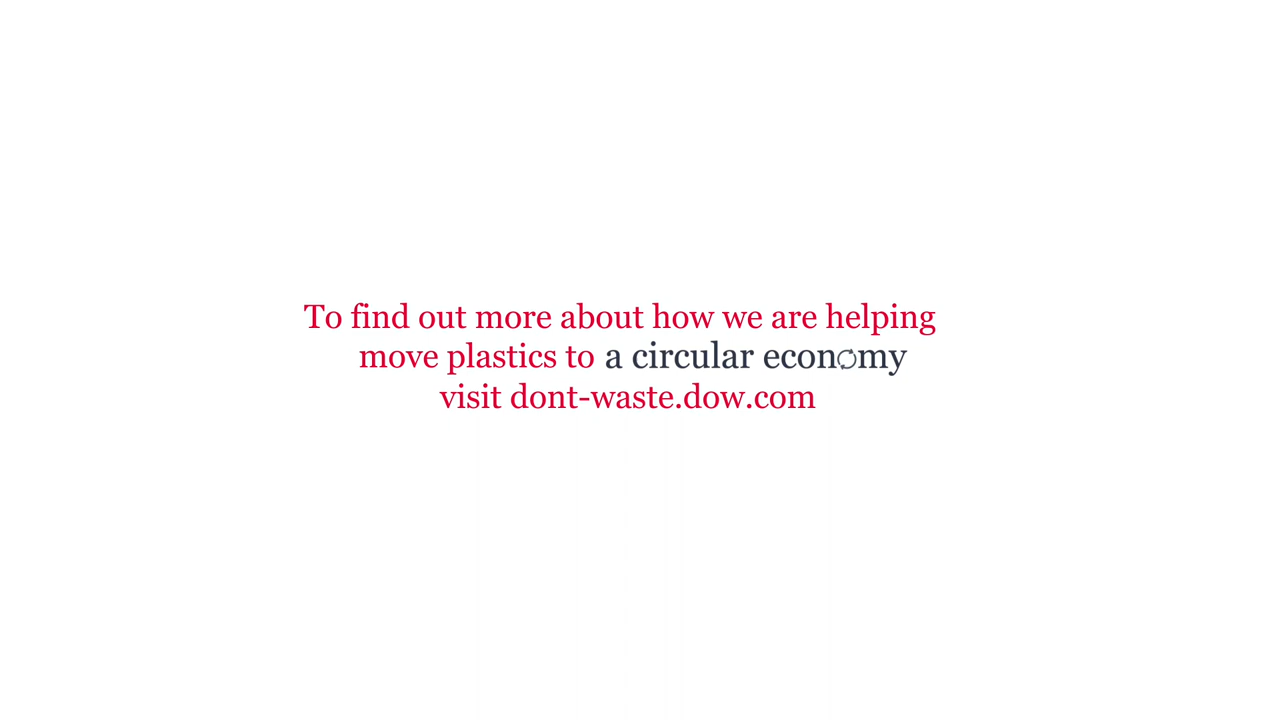 To find out more about how we are helping
move plastics to a circular economy
visit dont-waste.dow.com